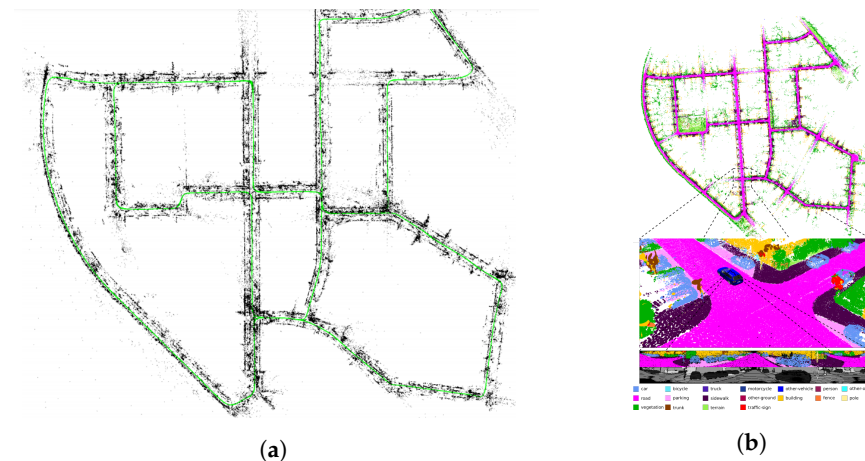 car bicycle truck motorcycle other-vehicle person other-o
road parking sidewalk other-ground building fence pole
vegetation trunk terrain traffic-sign
(a)
(b)